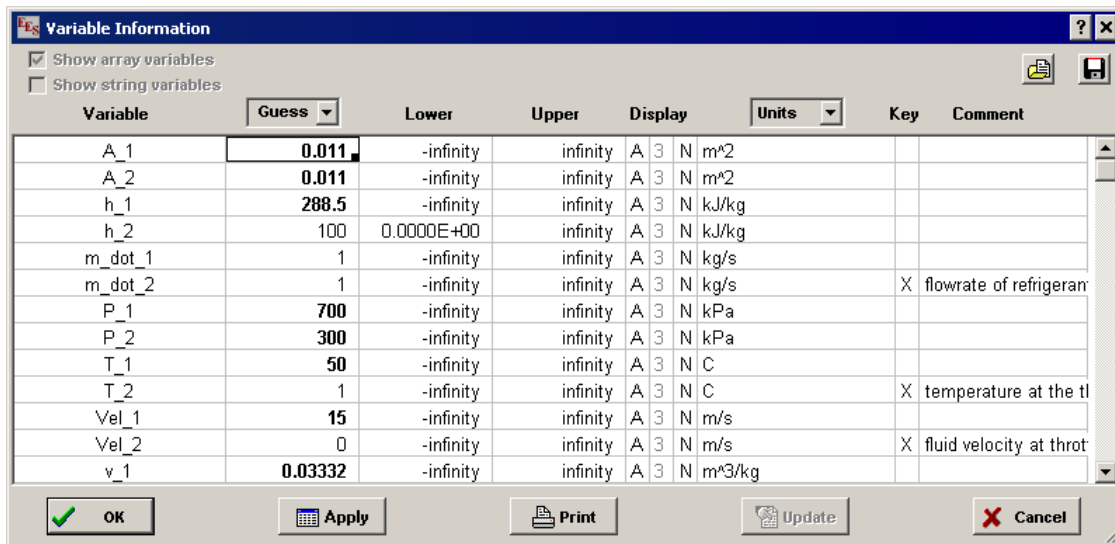 EES Variable Information
Show array variables
Show string variables
Variable Guess Lower Upper Display Units Key Comment
A_1 0.011 -infinity infinity A 3 N m^2
A_2 0.011 -infinity infinity A 3 N m^2
h_1 288.5 -infinity infinity A 3 N kJ/kg
h_2 100 0.0000E+00 infinity A 3 N kJ/kg
m_dot_1 1 -infinity infinity A 3 N kg/s
m_dot_2 1 -infinity infinity A 3 N kg/s X flowrate of refrigeran
P_1 700 -infinity infinity A 3 N kPa
P_2 300 -infinity infinity A 3 N kPa
T_1 50 -infinity infinity A 3 N C
T_2 1 -infinity infinity A 3 N C X temperature at the
Vel_1 15 -infinity infinity A 3 N m/s
Vel_2 0 -infinity infinity A 3 N m/s X fluid velocity at throt
v_1 0.03332 -infinity infinity A 3 N m^3/kg
OK Apply Print Update Cancel